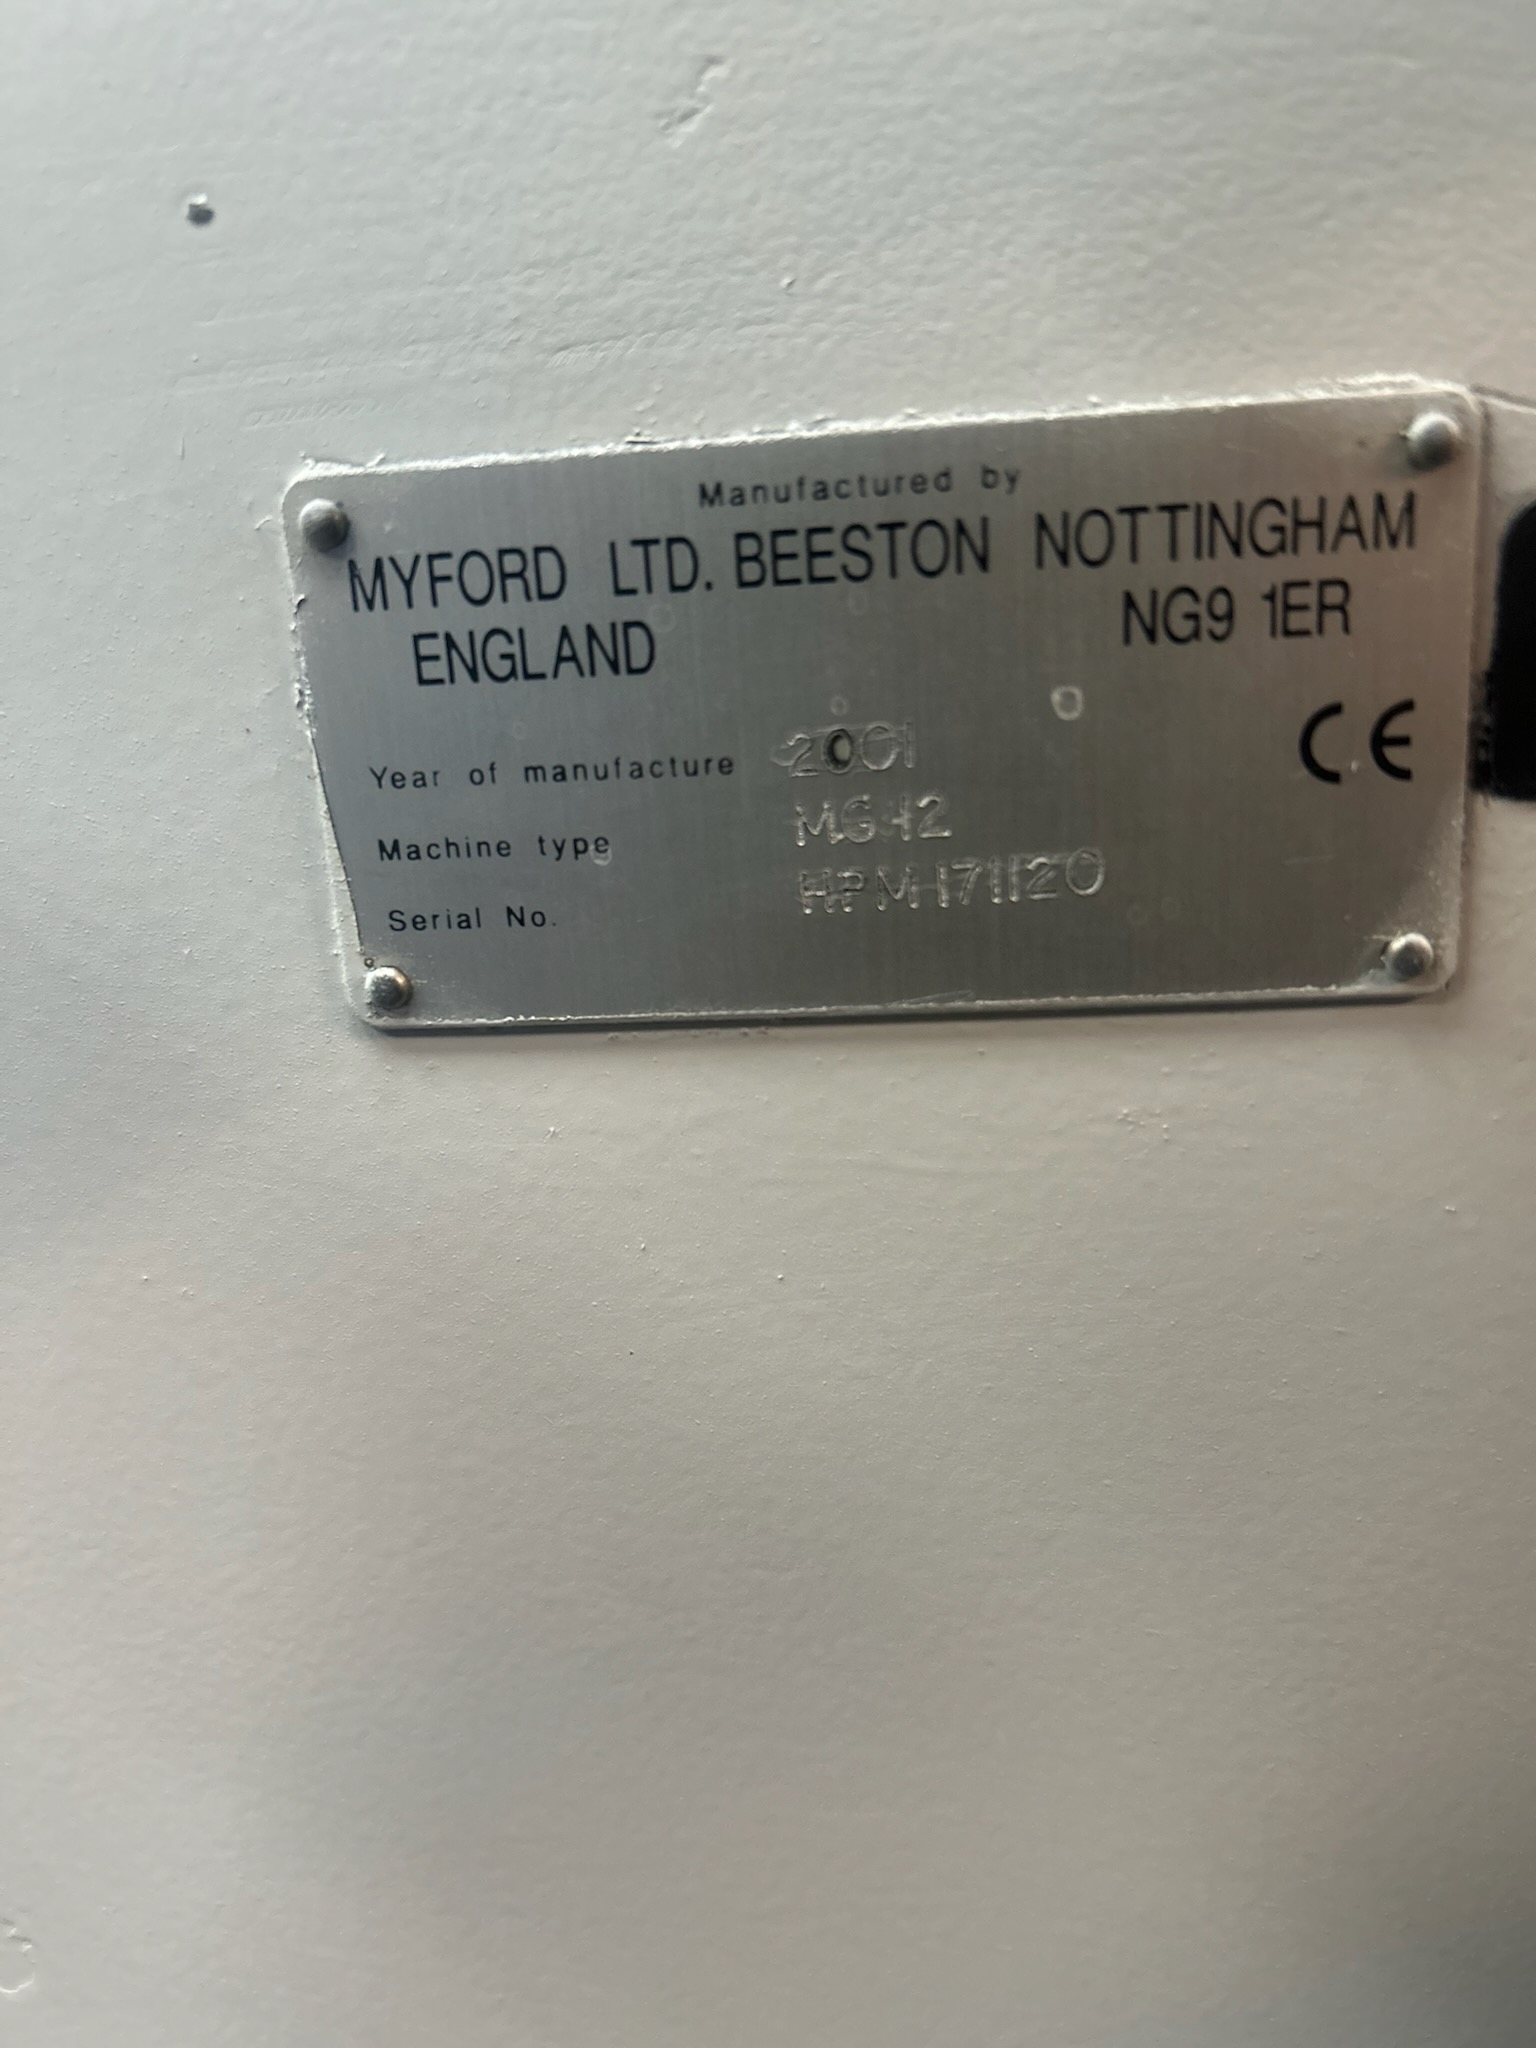 Manufactured by
MYFORD LTD. BEESTON NOTTINGHAM
ENGLAND NG9 1ER
CE
Year of manufacture 2001
Machine type MG12
Serial No. HPM171120